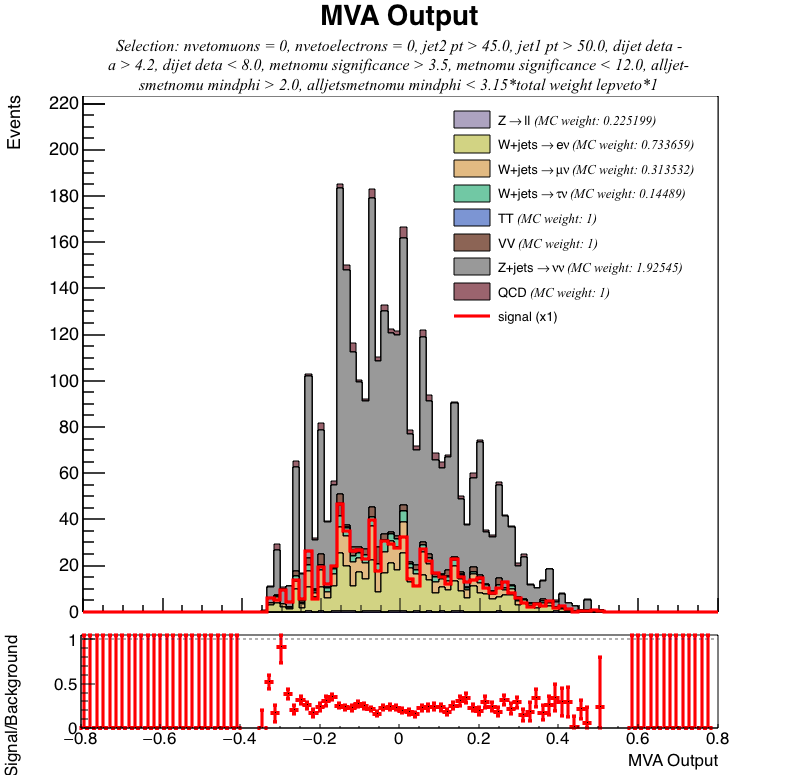 MVA Output
Selection: nvetomuons = 0, nvetoelectrons = 0, jet2 pt > 45.0, jet1 pt > 50.0, dijet deta -
a > 4.2, dijet deta < 8.0, metnomu significance > 3.5, metnomu significance < 12.0, alljet-
smetnomu mindphi > 2.0, alljetsmetnomu mindphi < 3.15*total weight lepveto*1
Events
220
200
180
160
140
120
100
80
60
40
20
0
Z→ll (MC weight: 0.225199)
W+jets→eν (MC weight: 0.733659)
W+jets→μν (MC weight: 0.313532)
W+jets→τν (MC weight: 0.14489)
TT (MC weight: 1)
VV (MC weight: 1)
Z+jets→νν (MC weight: 1.92545)
QCD (MC weight: 1)
signal (x1)
Signal/Background
1
0.5
0
−0.8 −0.6 −0.4 −0.2 0 0.2 0.4 0.6 0.8
MVA Output